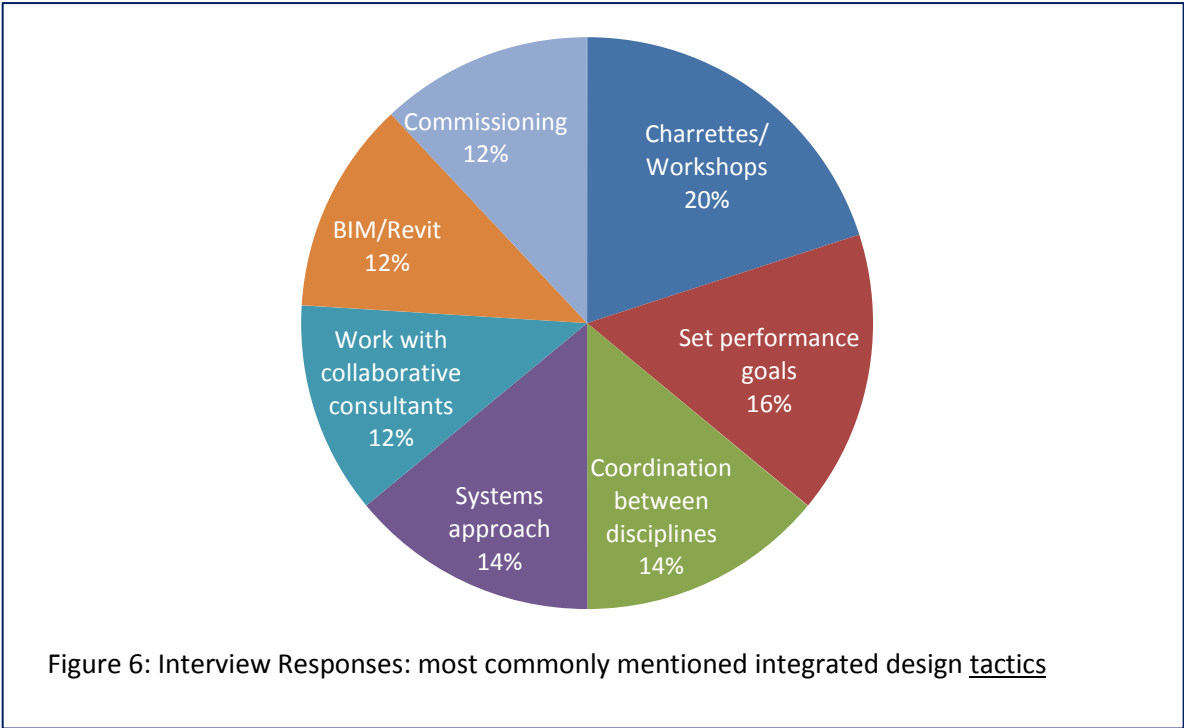 Commissioning
12%
Charrettes/
Workshops
20%
BIM/Revit
12%
Set performance
goals
16%
Work with
collaborative
consultants
12%
Coordination
between
disciplines
14%
Systems
approach
14%
Figure 6: Interview Responses: most commonly mentioned integrated design tactics